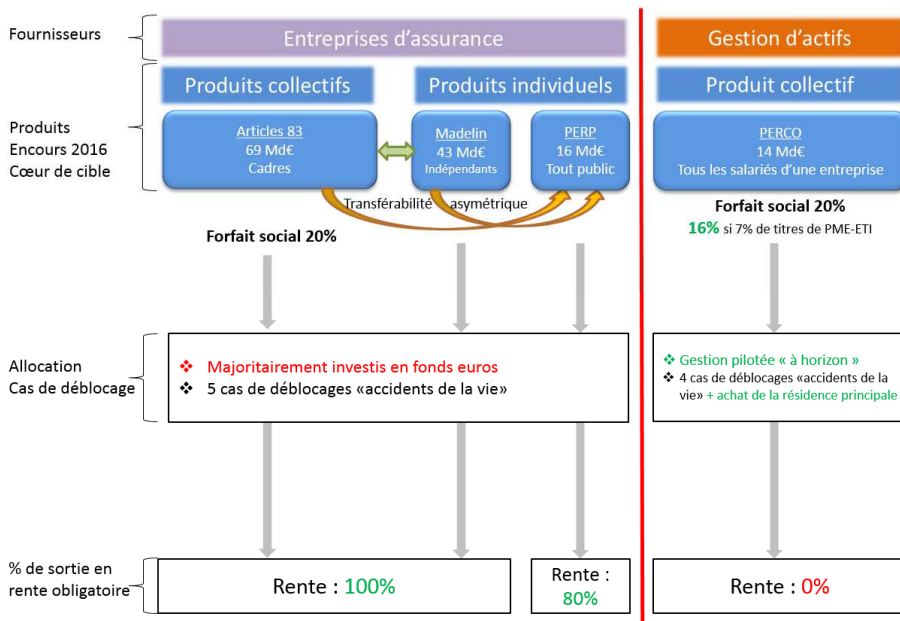 Fournisseurs
Entreprises d’assurance
Gestion d’actifs
Produits collectifs
Produits individuels
Produit collectif
Produits
Encours 2016
Cœur de cible
Articles 83
69 Md€
Cadres
Madelin
43 Md€
Indépendants
PERP
16 Md€
Tout public
PERCO
14 Md€
Tous les salariés d’une entreprise
Transférabilité asymétrique
Forfait social 20%
Forfait social 20%
16% si 7% de titres de PME-ETI
Allocation
Cas de déblocage
❖ Majoritairement investis en fonds euros
❖ 5 cas de déblocages «accidents de la vie»
❖ Gestion pilotée « à horizon »
❖ 4 cas de déblocages «accidents de la
vie» + achat de la résidence principale
% de sortie en
rente obligatoire
Rente : 100%
Rente :
80%
Rente : 0%